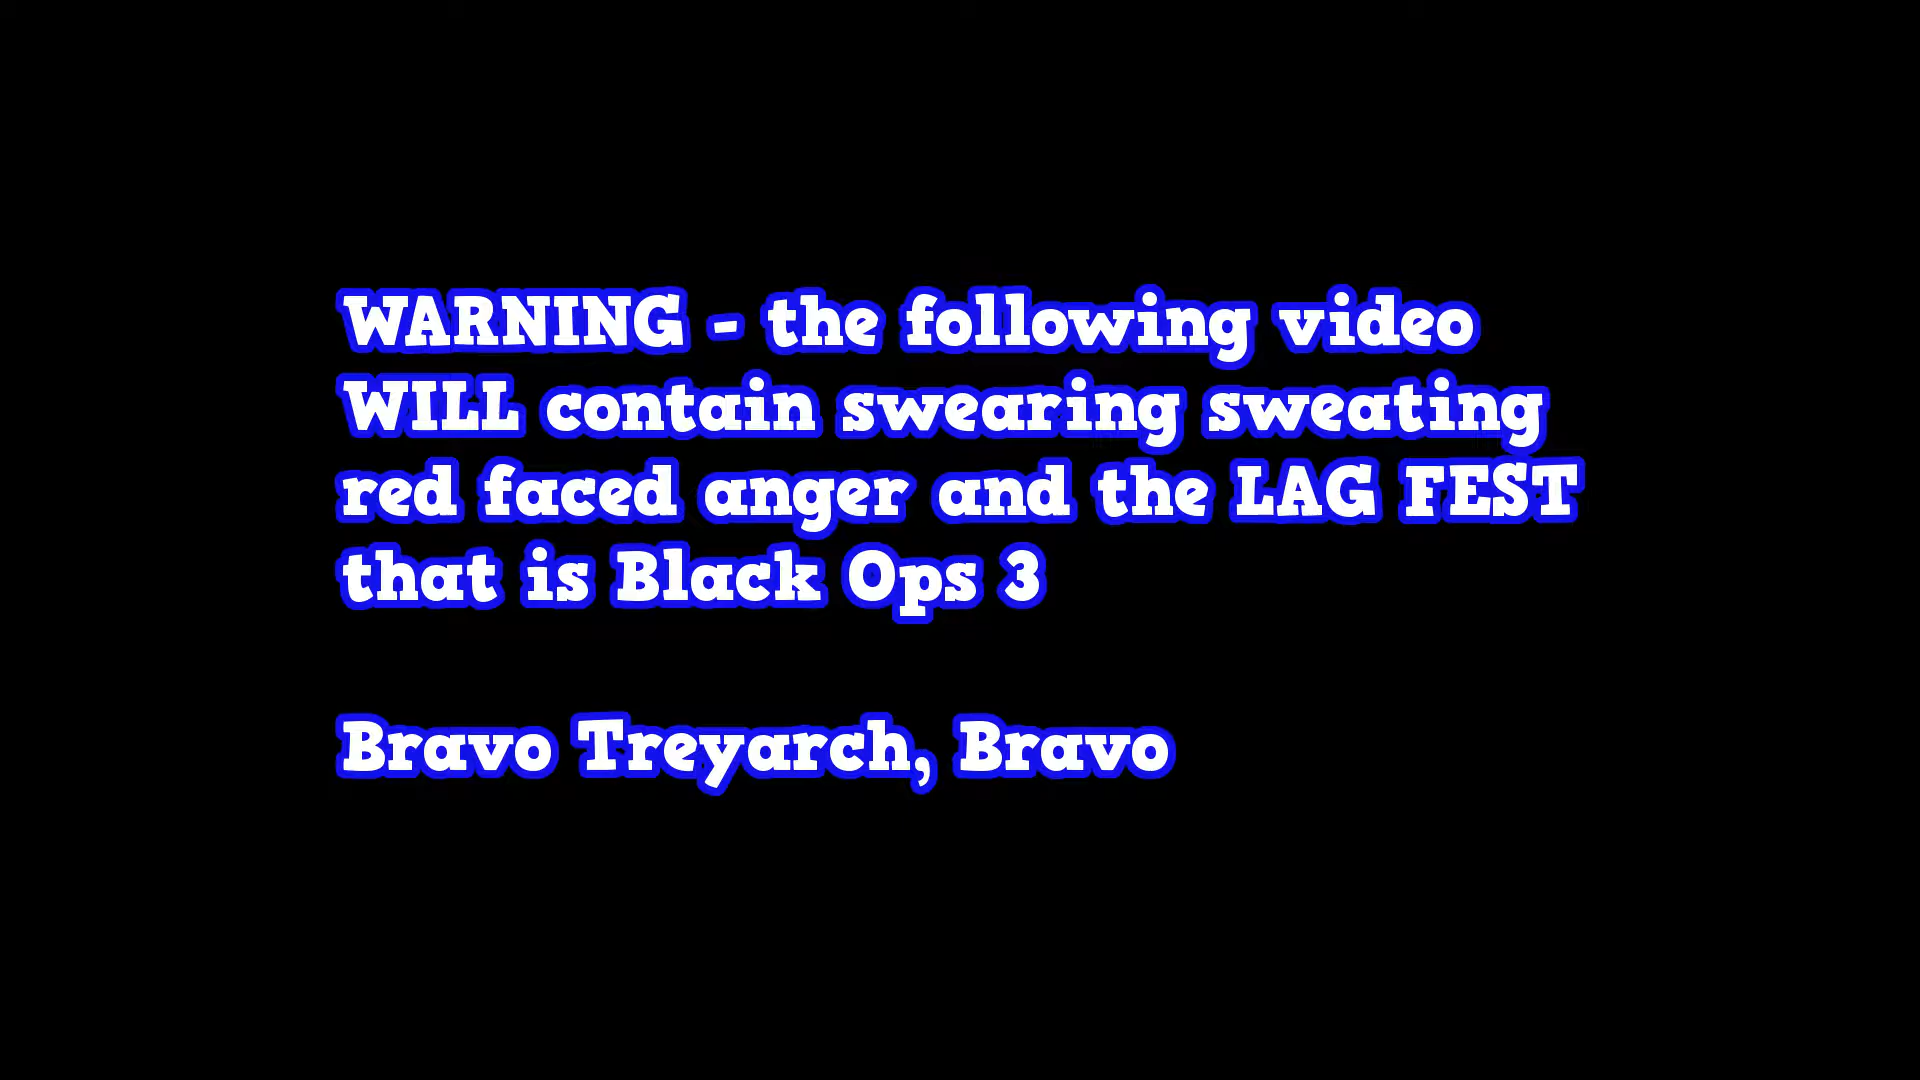 WARNING - the following video
WILL contain swearing sweating
red faced anger and the LAG FEST
that is Black Ops 3
Bravo Treyarch, Bravo